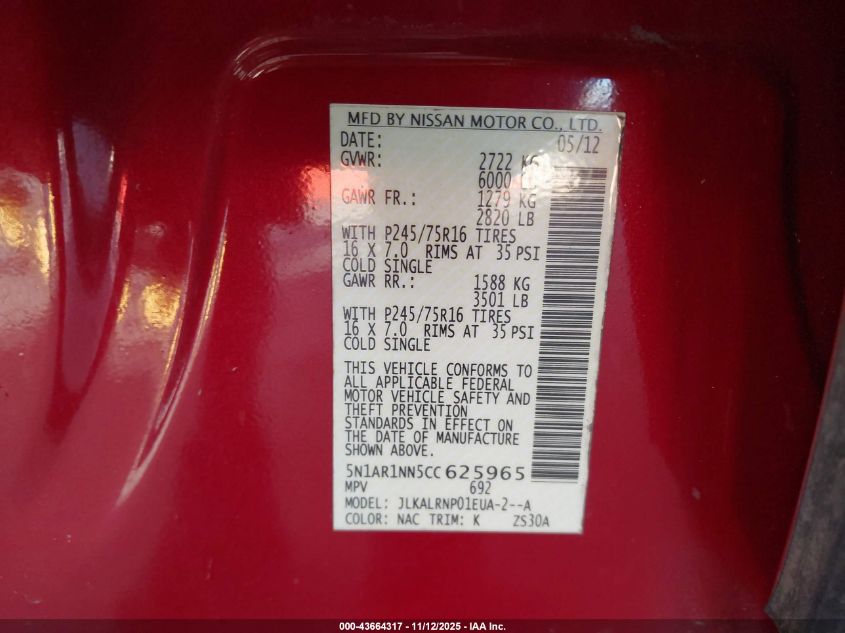 MFD BY NISSAN MOTOR CO., LTD.
DATE: 05/12
GVWR: 2722 KG
6000 L
GAWR FR.: 1279 KG
2820 LB
WITH P245/75R16 TIRES
16 X 7.0 RIMS AT 35 PSI
COLD SINGLE
GAWR RR.: 1588 KG
3501 LB
WITH P245/75R16 TIRES
16 X 7.0 RIMS AT 35 PSI
COLD SINGLE
THIS VEHICLE CONFORMS TO
ALL APPLICABLE FEDERAL
MOTOR VEHICLE SAFETY AND
THEFT PREVENTION
STANDARDS IN EFFECT ON
THE DATE OF MANUFACTURE
SHOWN ABOVE.
5N1AR1NN5CC625965
MPV 692
MODEL: JLKALRNP01EUA-2--A
COLOR: NAC TRIM: K ZS30A
000-43664317 - 11/12/2025 - IAA Inc.